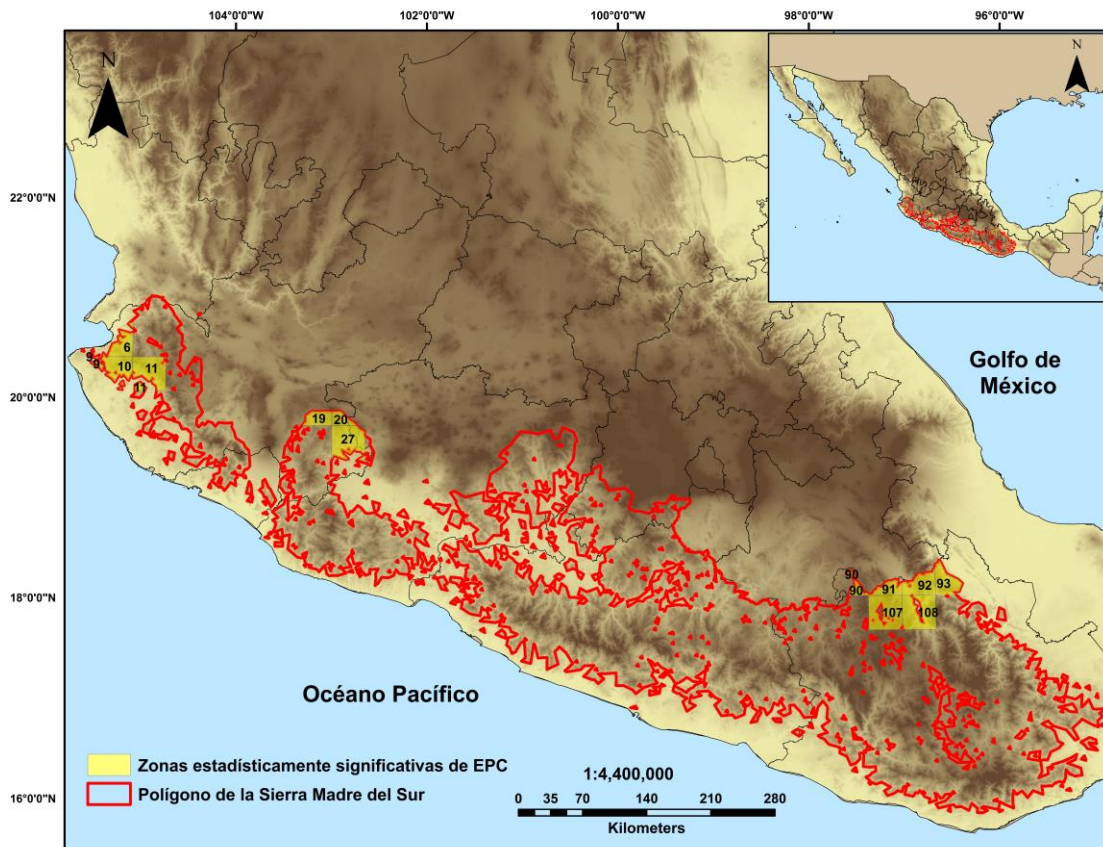 104°0'0"W
102°0'0"W
100°0'0"W
98°0'0"W
96°0'0"W
N
N
22°0'0"N
20°0'0"N
18°0'0"N
16°0'0"N
6
9
9
10
11
11
19
20
27
Golfo de
México
90
90
91
92
93
107
108
Océano Pacífico
Zonas estadísticamente significativas de EPC
Polígono de la Sierra Madre del Sur
1:4,400,000
0 35 70 140 210 280
Kilometers